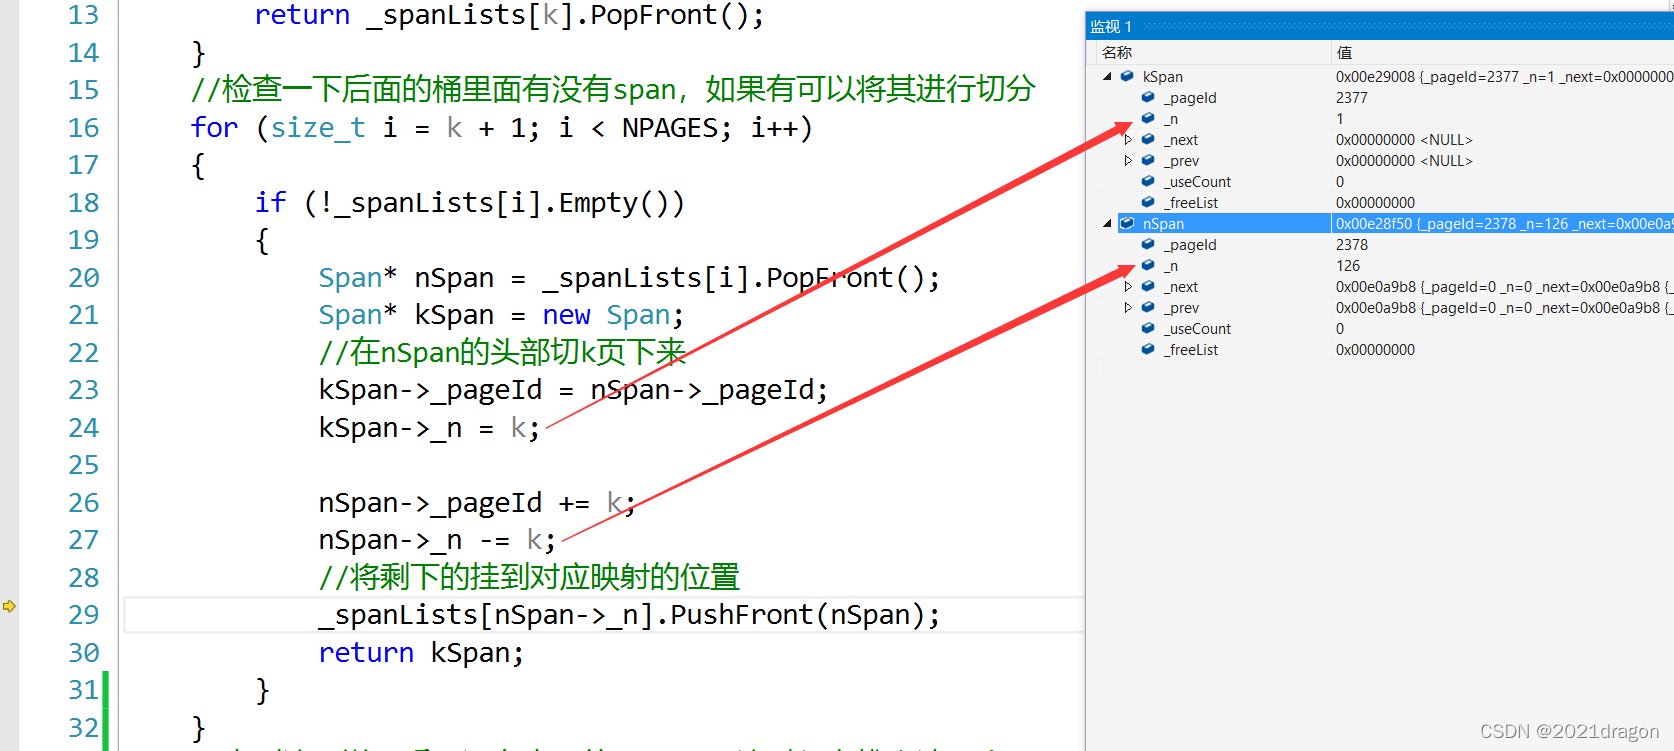 13 return _spanLists[k].PopFront();
14 }
15 //检查一下后面的桶里面有没有span，如果有可以将其进行切分
16 for (size_t i = k + 1; i < NPAGES; i++)
17 {
18 if (!_spanLists[i].Empty())
19 {
20 Span* nSpan = _spanLists[i].PopFront();
21 Span* kSpan = new Span;
22 //在nSpan的头部切k页下来
23 kSpan->_pageId = nSpan->_pageId;
24 kSpan->_n = k;
25
26 nSpan->_pageId += k;
27 nSpan->_n -= k;
28 //将剩下的挂到对应映射的位置
29 _spanLists[nSpan->_n].PushFront(nSpan);
30 return kSpan;
31 }
32 }
监视 1
名称 值
kSpan 0x00e29008 {_pageId=2377 _n=1 _next=0x0000000
_pageId 2377
_n 1
_next 0x00000000 <NULL>
_prev 0x00000000 <NULL>
_useCount 0
_freeList 0x00000000
nSpan 0x00e28f50 {_pageId=2378 _n=126 _next=0x00e0a9
_pageId 2378
_n 126
_next 0x00e0a9b8 {_pageId=0 _n=0 _next=0x00e0a9b8 {_
_prev 0x00e0a9b8 {_pageId=0 _n=0 _next=0x00e0a9b8 {_
_useCount 0
_freeList 0x00000000
CSDN @2021dragon